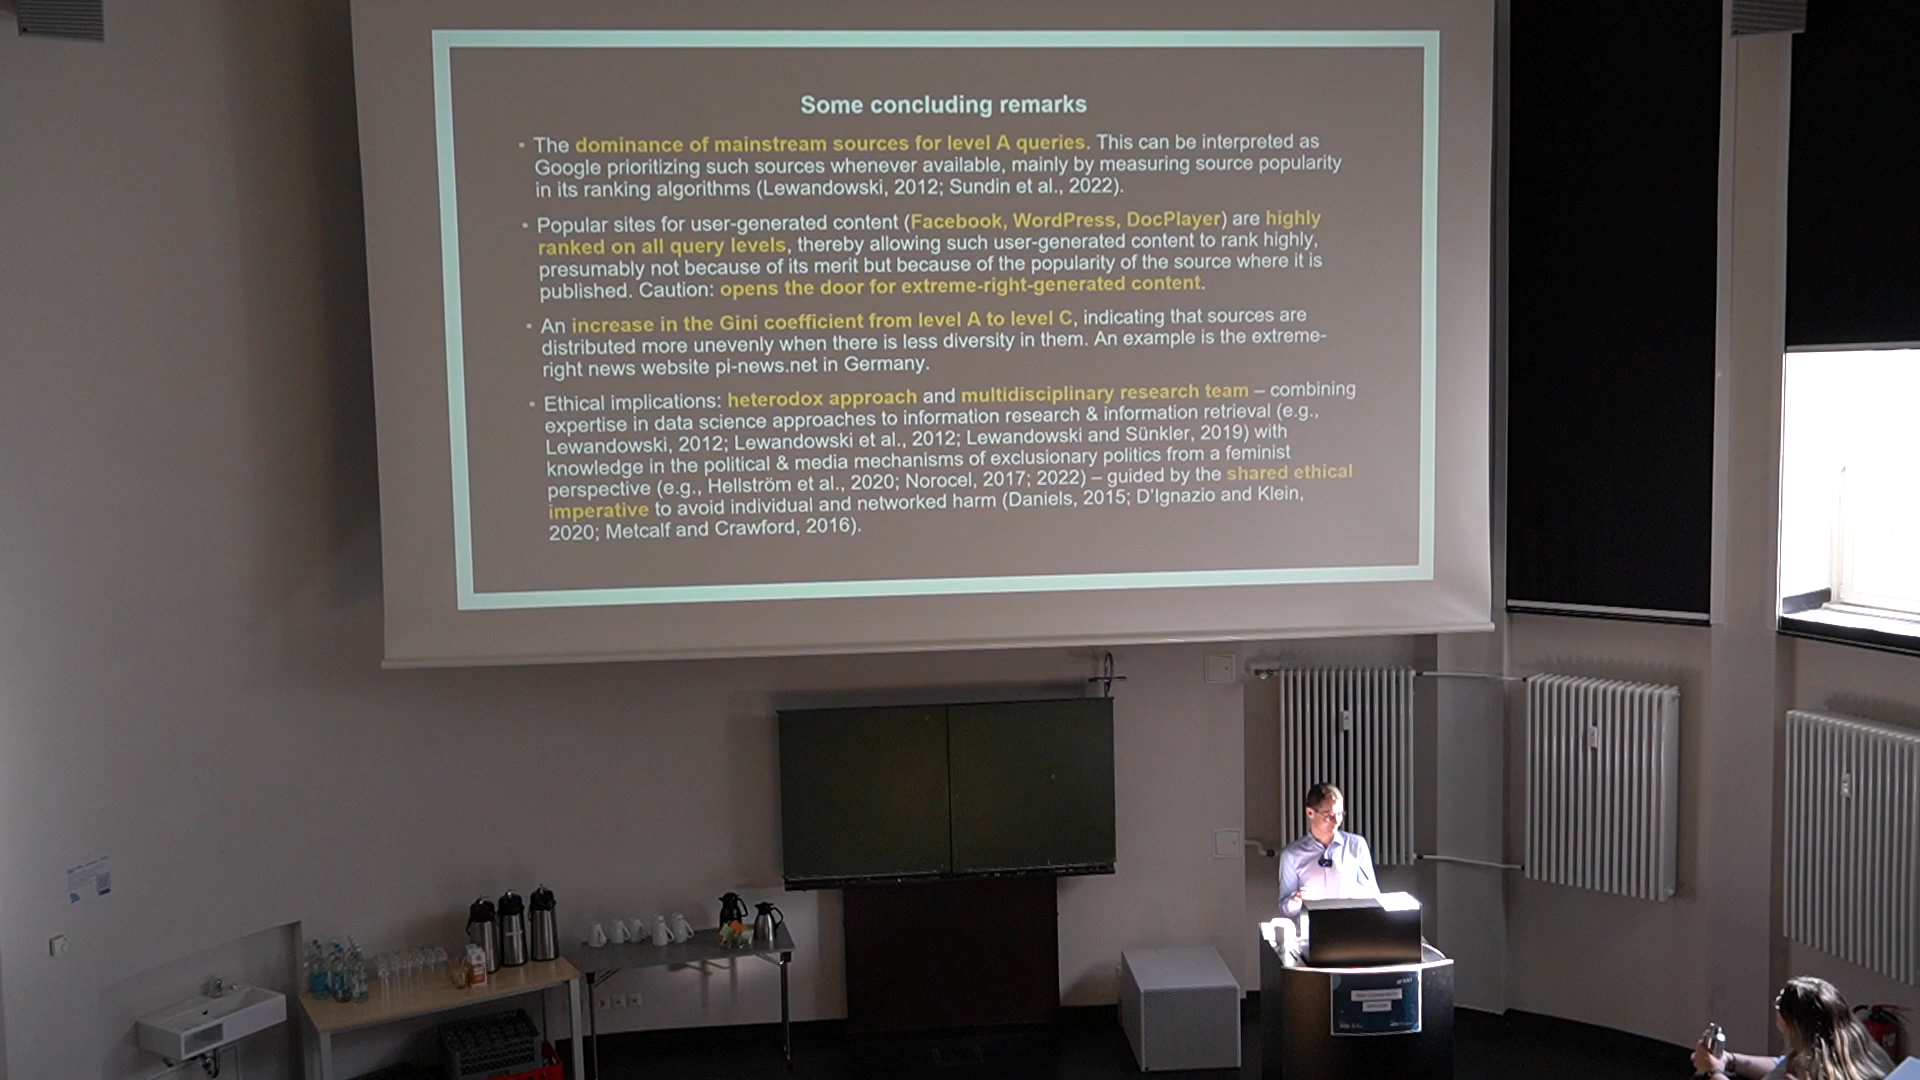 Some concluding remarks
• The dominance of mainstream sources for level A queries. This can be interpreted as
Google prioritizing such sources whenever available, mainly by measuring source popularity
in its ranking algorithms (Lewandowski, 2012; Sundin et al., 2022).
• Popular sites for user-generated content (Facebook, WordPress, DocPlayer) are highly
ranked on all query levels, thereby allowing such user-generated content to rank highly,
presumably not because of its merit but because of the popularity of the source where it is
published. Caution: opens the door for extreme-right-generated content.
• An increase in the Gini coefficient from level A to level C, indicating that sources are
distributed more unevenly when there is less diversity in them. An example is the extreme-
right news website pi-news.net in Germany.
• Ethical implications: heterodox approach and multidisciplinary research team – combining
expertise in data science approaches to information research & information retrieval (e.g.,
Lewandowski, 2012; Lewandowski et al., 2012; Lewandowski and Sünkler, 2019) with
knowledge in the political & media mechanisms of exclusionary politics from a feminist
perspective (e.g., Hellström et al., 2020; Norocel, 2017; 2022) – guided by the shared ethical
imperative to avoid individual and networked harm (Daniels, 2015; D'Ignazio and Klein,
2020; Metcalf and Crawford, 2016).